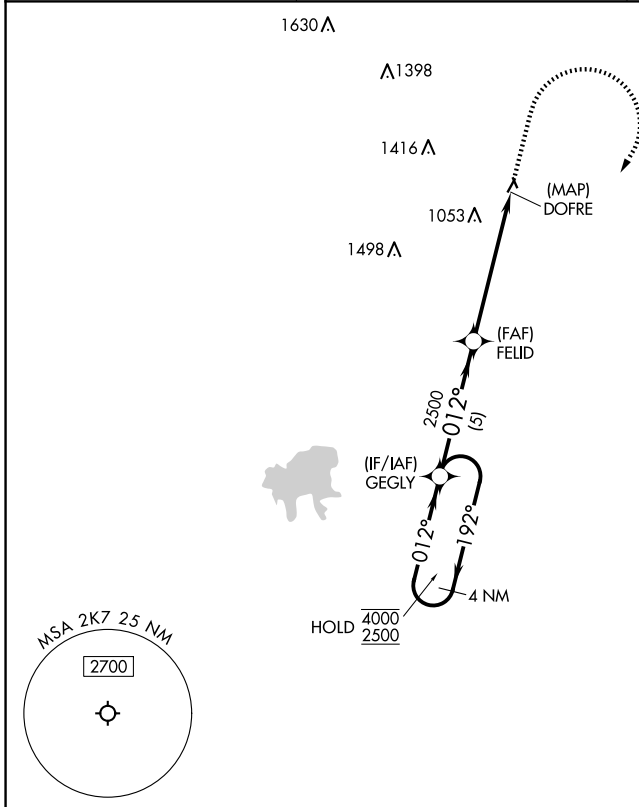 1630
1398
1416
(MAP)
DOFRE
1053
1498
(FAF)
FELID
2500
012°
(5)
(IF/IAF)
GEGLY
012°
192°
4 NM
HOLD 4000
2500
MSA 2K7 25 NM
2700